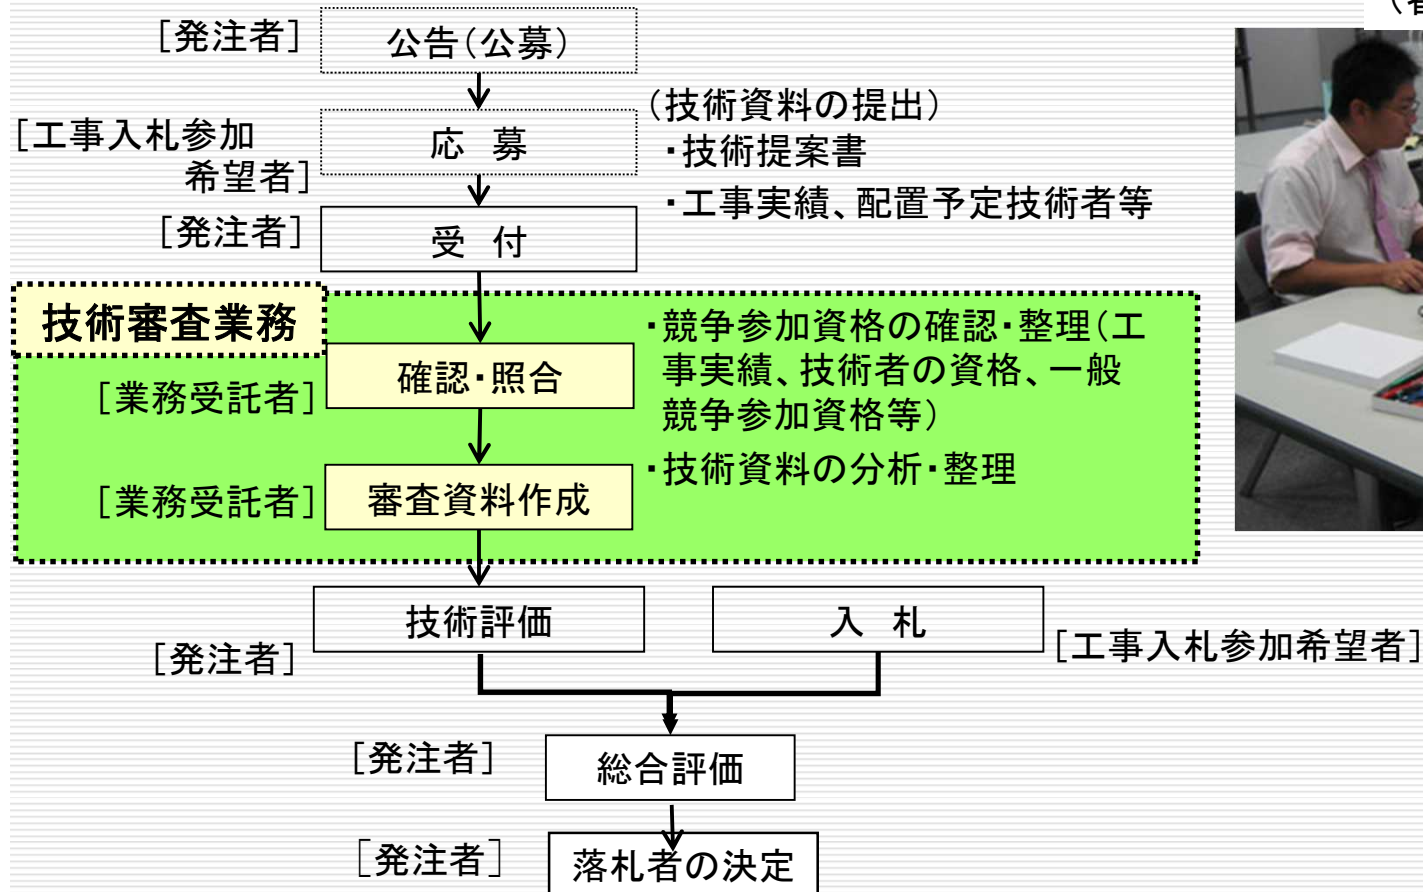 （
[発注者]
公告（公募）
[工事入札参加
希望者]
応　募
（技術資料の提出）
・技術提案書
・工事実績、配置予定技術者等
[発注者]
受　付
技術審査業務
[業務受託者]
確認・照合
・競争参加資格の確認・整理（工
事実績、技術者の資格、一般
競争参加資格等）
[業務受託者]
審査資料作成
・技術資料の分析・整理
[発注者]
技術評価
入　札
[工事入札参加希望者]
[発注者]
総合評価
[発注者]
落札者の決定